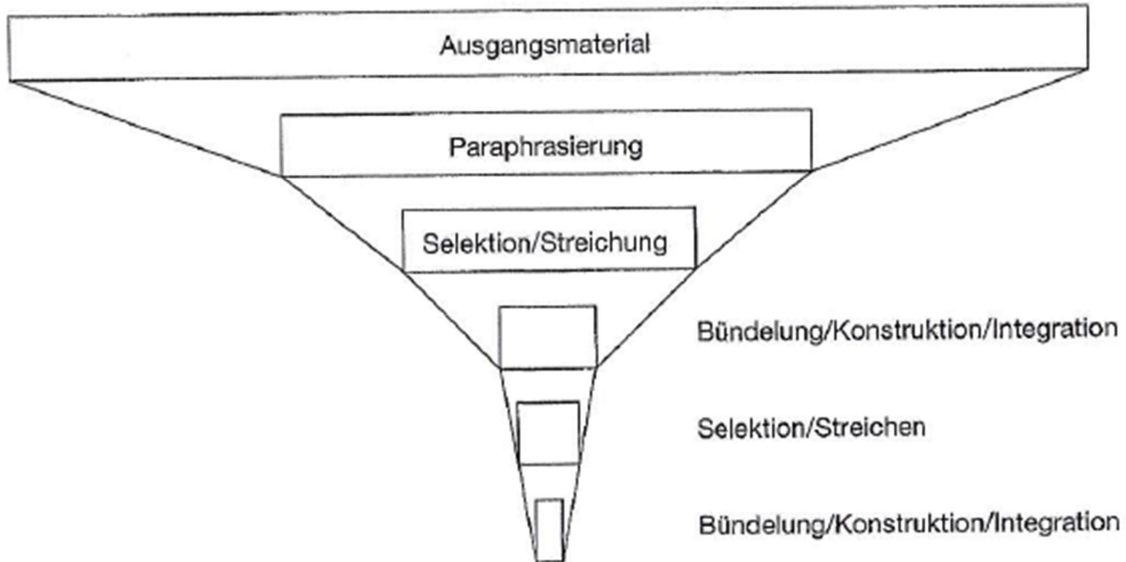 Ausgangsmaterial
Paraphrasierung
Selektion/Streichung
Bündelung/Konstruktion/Integration
Selektion/Streichen
Bündelung/Konstruktion/Integration